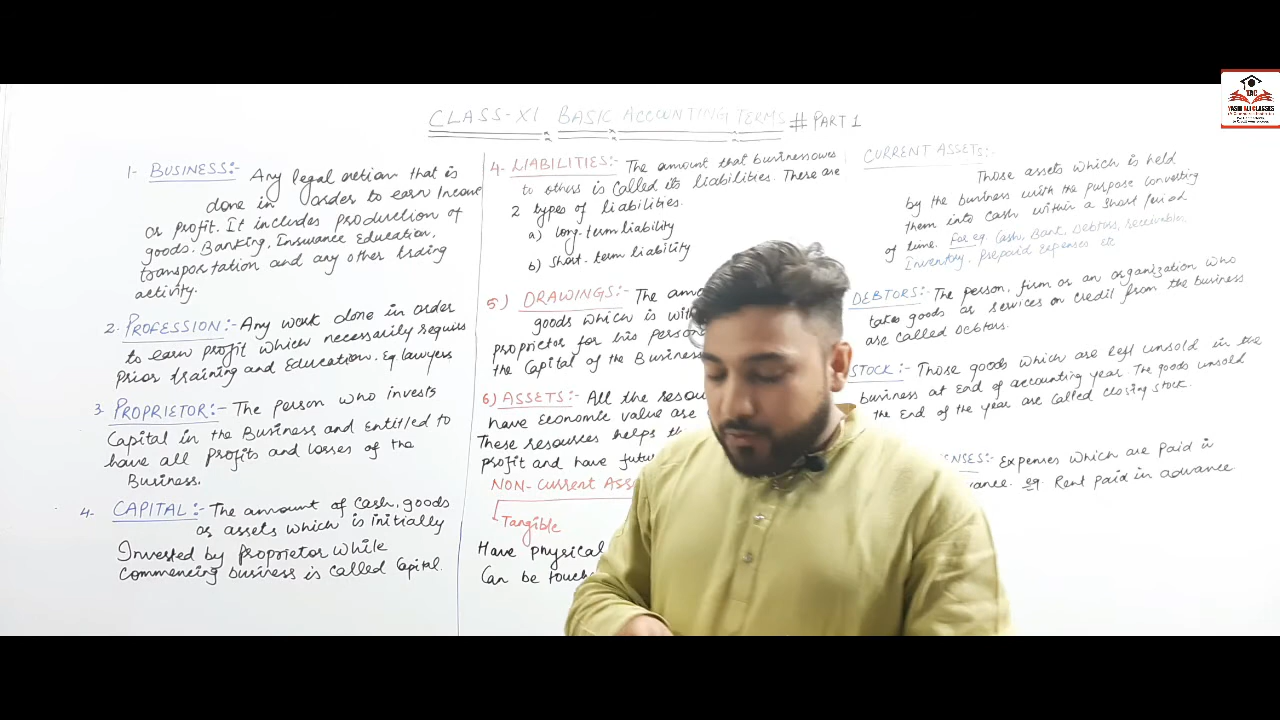 CLASS-XI BASIC ACCOUNTING TERMS # PART 1
1- BUSINESS:- Any legal action that is
done in order to earn Income
or profit. It includes production of
goods. Banking, Insurance Education.
transportation and any other trading
activity.
2. PROFESSION:- Any work done in order
to earn profit which necessarily requires
Prior training and Education. Eg lawyers
3. PROPRIETOR:- The person who invests
Capital in the Business and entitled to
have all profits and losses of the
Business.
4- CAPITAL:- The amount of Cash, goods
or assets which is initially
Invested by proprietor while
commencing business is called Capital.
4- LIABILITIES:- The amount that business owes
to others is called its liabilities. There are
2 types of liabilities.
a) long-term liability
b) Short-term liability
5) DRAWINGS:- The amo
goods which is with
proprietor for his person
the Capital of the Business
6) ASSETS:- All the resou
have Economic value are
These resources helps th
profit and have futu
NON-CURRENT ASS
Tangible
Have physical
Can be touch
CURRENT ASSETS:-
Those assets which is held
by the business with the purpose converting
them into cash within a short period
of time. For eg. Cash, Bank, Debtors, receivables
Inventory. Prepaid expenses etc
DEBTORS:- The person, firm or an organization who
takes goods or services on credit from the business
are called Debtors.
STOCK:- Those goods which are left unsold in the
business at End of accounting year. The goods unsold
the End of the year are called closing stock.
ENSES:- Expenses which are Paid in
vance. eg. Rent paid in advance
TAC
YASIR ALI CLASSES